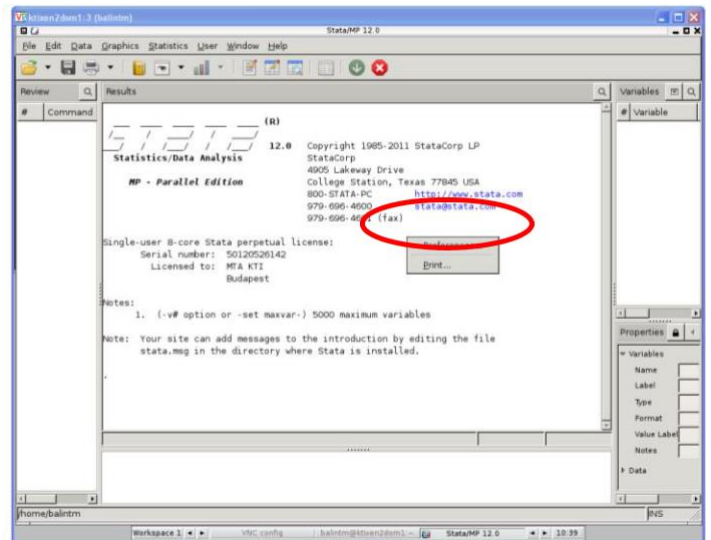 ktixen2dom1:3 (balintm)
Stata/MP 12.0
File Edit Data Graphics Statistics User Window Help
Review
Results
Variables
# Command
# Variable
(R)
12.0 Copyright 1985-2011 StataCorp LP
Statistics/Data Analysis StataCorp
4905 Lakeway Drive
MP - Parallel Edition College Station, Texas 77845 USA
800-STATA-PC http://www.stata.com
979-696-4600 stata@stata.com
(fax)
Single-user 8-core Stata perpetual license:
Serial number: 50120526142
Licensed to: MTA KTI
Budapest
Print...
Notes:
1. (-v# option or -set maxvar-) 5000 maximum variables
Note: Your site can add messages to the introduction by editing the file
stata.msg in the directory where Stata is installed.
.
Properties
Variables
Name
Label
Type
Format
Value Label
Notes
Data
/home/balintm
INS
Workspace 1 VNC config balintm@ktixen2dom1:~ Stata/MP 12.0 10:39